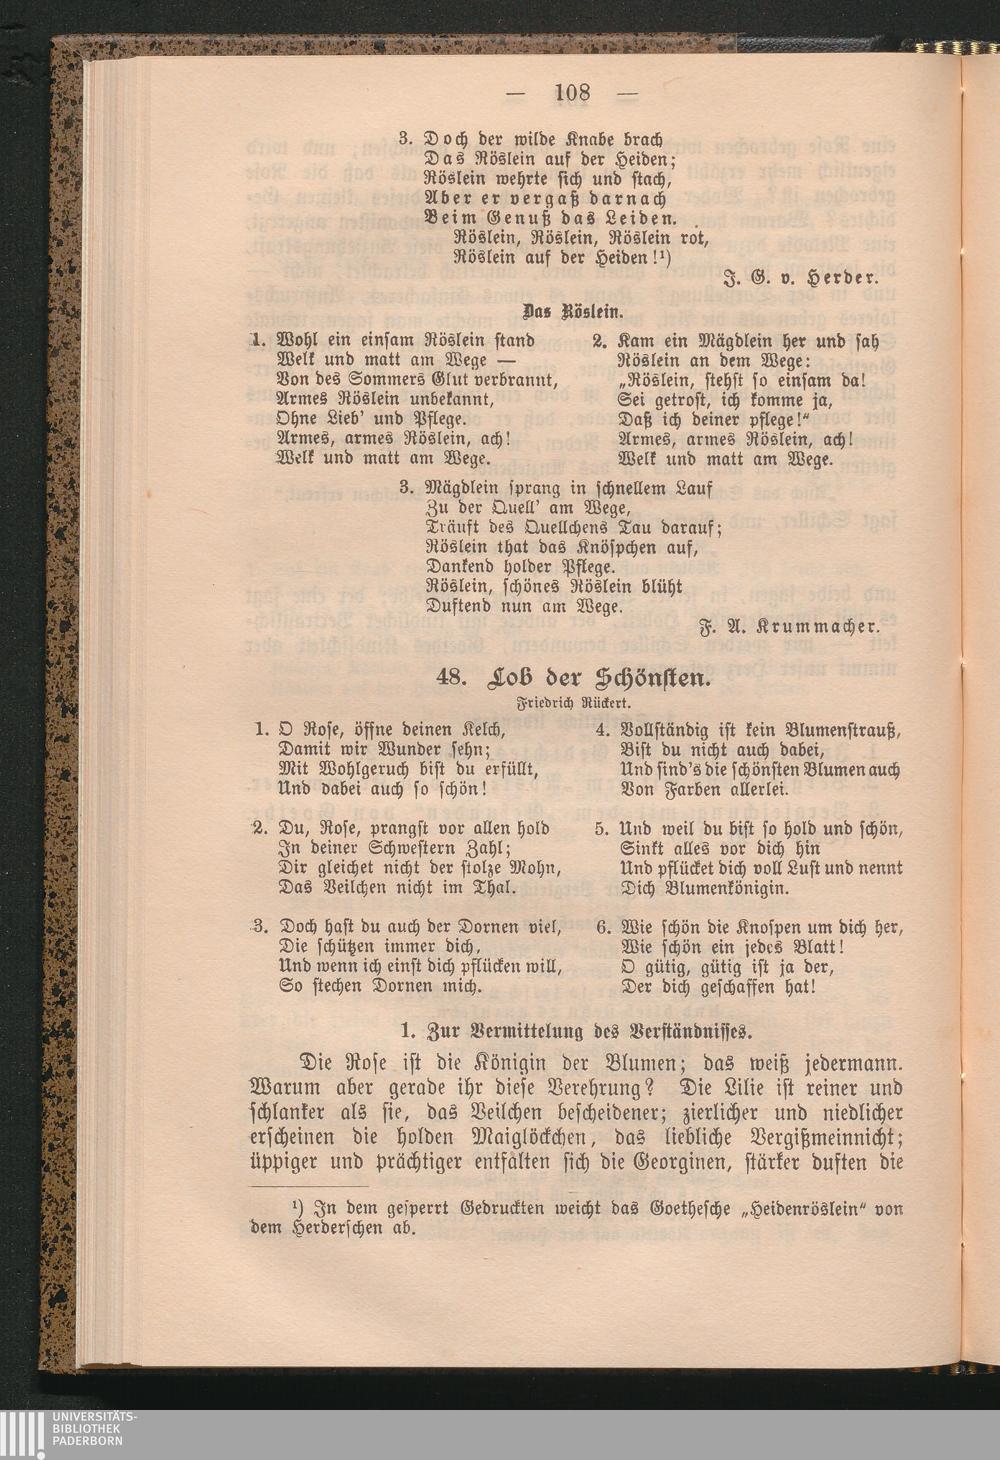 — 108 —
3. Doch der wilde Knabe brach
Das Röslein auf der Heiden;
Röslein wehrte sich und stach,
Aber er vergaß darnach
Beim Genuß das Leiden.
Röslein, Röslein, Röslein rot,
Röslein auf der Heiden!¹)
J. G. v. Herder.
Das Röslein.
1. Wohl ein einsam Röslein stand
Welk und matt am Wege —
Von des Sommers Glut verbrannt,
Armes Röslein unbekannt,
Ohne Lieb' und Pflege.
Armes, armes Röslein, ach!
Welk und matt am Wege.
2. Kam ein Mägdlein her und sah
Röslein an dem Wege:
„Röslein, stehst so einsam da!
Sei getrost, ich komme ja,
Daß ich deiner pflege!“
Armes, armes Röslein, ach!
Welk und matt am Wege.
3. Mägdlein sprang in schnellem Lauf
Zu der Quell' am Wege,
Träuft des Quellchens Tau darauf;
Röslein that das Knöspchen auf,
Dankend holder Pflege.
Röslein, schönes Röslein blüht
Duftend nun am Wege.
F. A. Krummacher.
48. Lob der Schönsten.
Friedrich Rückert.
1. O Rose, öffne deinen Kelch,
Damit wir Wunder sehn;
Mit Wohlgeruch bist du erfüllt,
Und dabei auch so schön!
2. Du, Rose, prangst vor allen hold
In deiner Schwestern Zahl;
Dir gleichet nicht der stolze Mohn,
Das Veilchen nicht im Thal.
3. Doch hast du auch der Dornen viel,
Die schützen immer dich,
Und wenn ich einst dich pflücken will,
So stechen Dornen mich.
4. Vollständig ist kein Blumenstrauß,
Bist du nicht auch dabei,
Und sind's die schönsten Blumen auch
Von Farben allerlei.
5. Und weil du bist so hold und schön,
Sinkt alles vor dich hin
Und pflücket dich voll Lust und nennt
Dich Blumenkönigin.
6. Wie schön die Knospen um dich her,
Wie schön ein jedes Blatt!
O gütig, gütig ist ja der,
Der dich geschaffen hat!
1. Zur Vermittelung des Verständnisses.
Die Rose ist die Königin der Blumen; das weiß jedermann.
Warum aber gerade ihr diese Verehrung? Die Lilie ist reiner und
schlanker als sie, das Veilchen bescheidener; zierlicher und niedlicher
erscheinen die holden Maiglöckchen, das liebliche Vergißmeinnicht;
üppiger und prächtiger entfalten sich die Georginen, stärker duften die
¹) In dem gesperrt Gedruckten weicht das Goethesche „Heidenröslein“ von
dem Herderschen ab.
UNIVERSITÄTS-
BIBLIOTHEK
PADERBORN